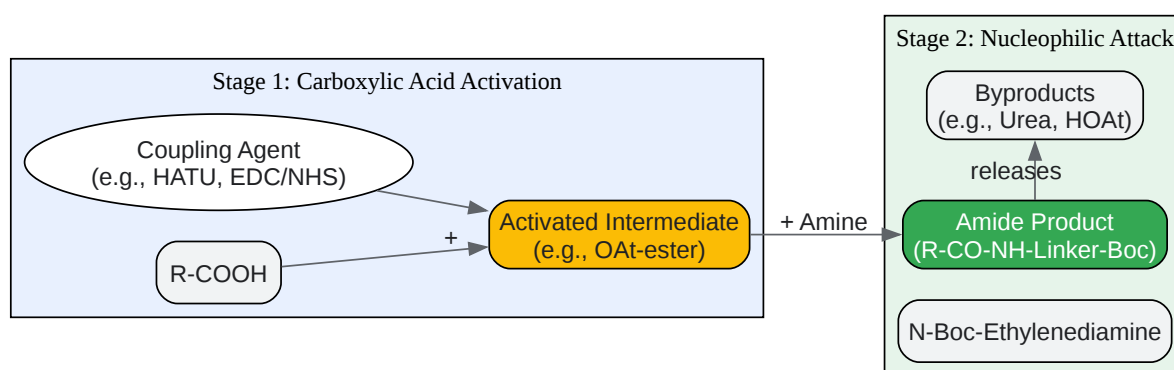 Stage 1: Carboxylic Acid Activation
Coupling Agent
(e.g., HATU, EDC/NHS)
R-COOH
+
Activated Intermediate
(e.g., OAt-ester)
+ Amine
Stage 2: Nucleophilic Attack
Byproducts
(e.g., Urea, HOAt)
releases
Amide Product
(R-CO-NH-Linker-Boc)
N-Boc-Ethylenediamine